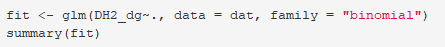 fit <- glm(DH2_dg~., data = dat, family = "binomial")
summary(fit)